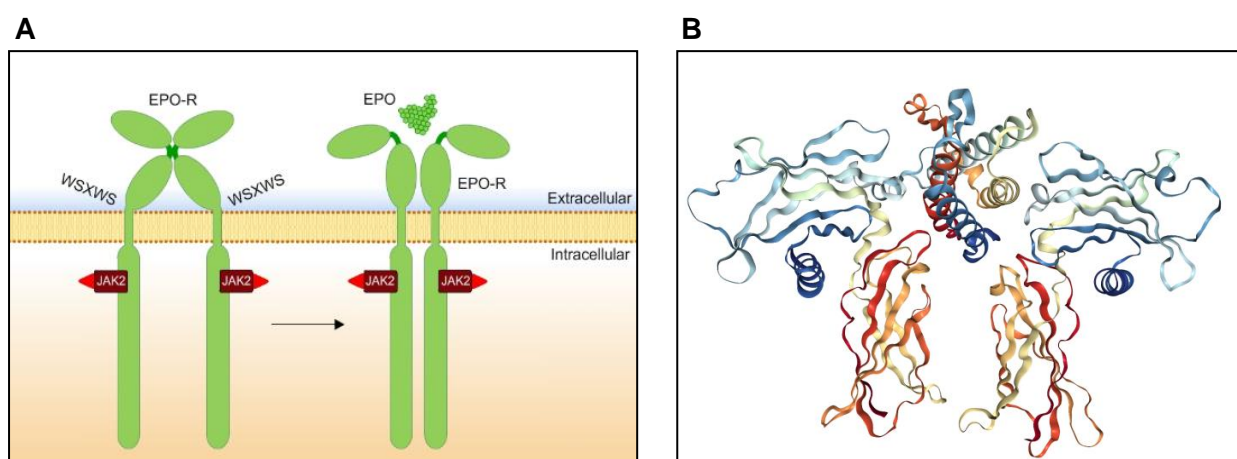 A
B
EPO-R
EPO
WSXWS
WSXWS
EPO-R
Extracellular
Intracellular
JAK2
JAK2
JAK2
JAK2